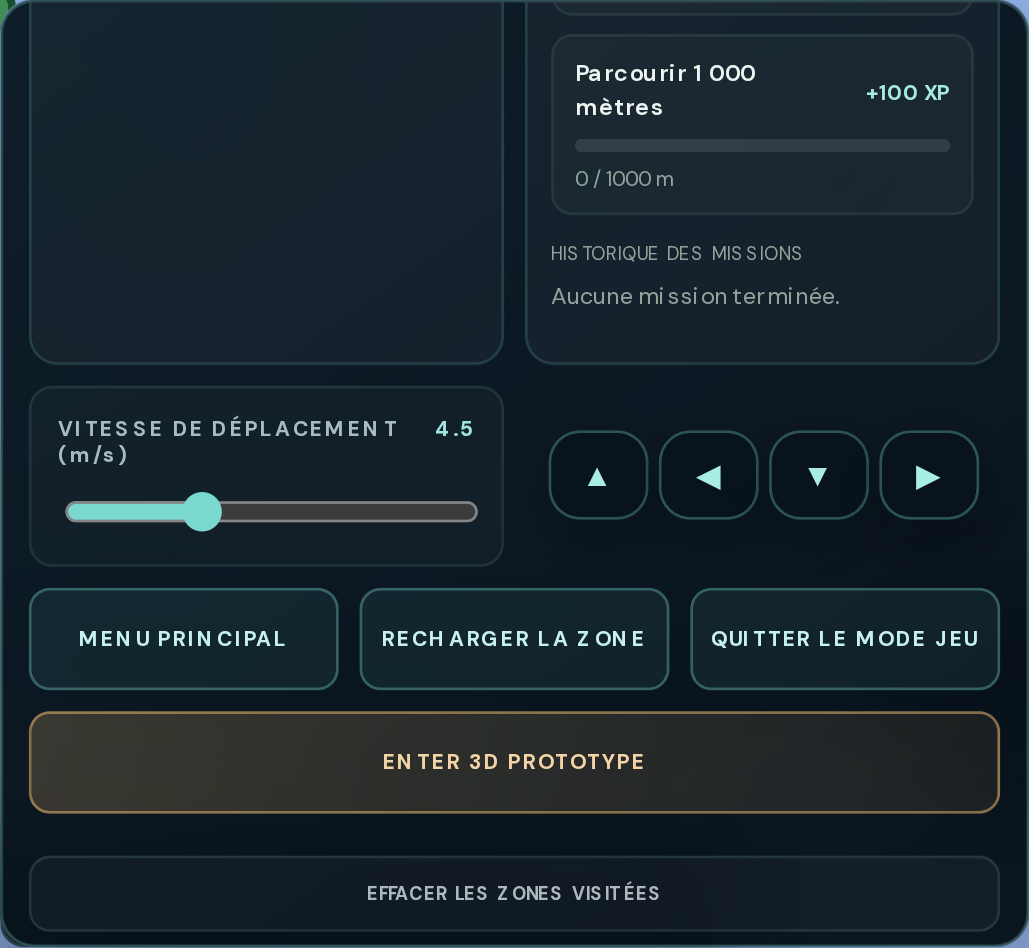 Parcourir 1 000
mètres
+100 XP
0 / 1000 m
HISTORIQUE DES MISSIONS
Aucune mission terminée.
VITESSE DE DÉPLACEMENT
(m/s)
4.5
▲ ◀ ▼ ▶
MENU PRINCIPAL
RECHARGER LA ZONE
QUITTER LE MODE JEU
ENTER 3D PROTOTYPE
EFFACER LES ZONES VISITÉES